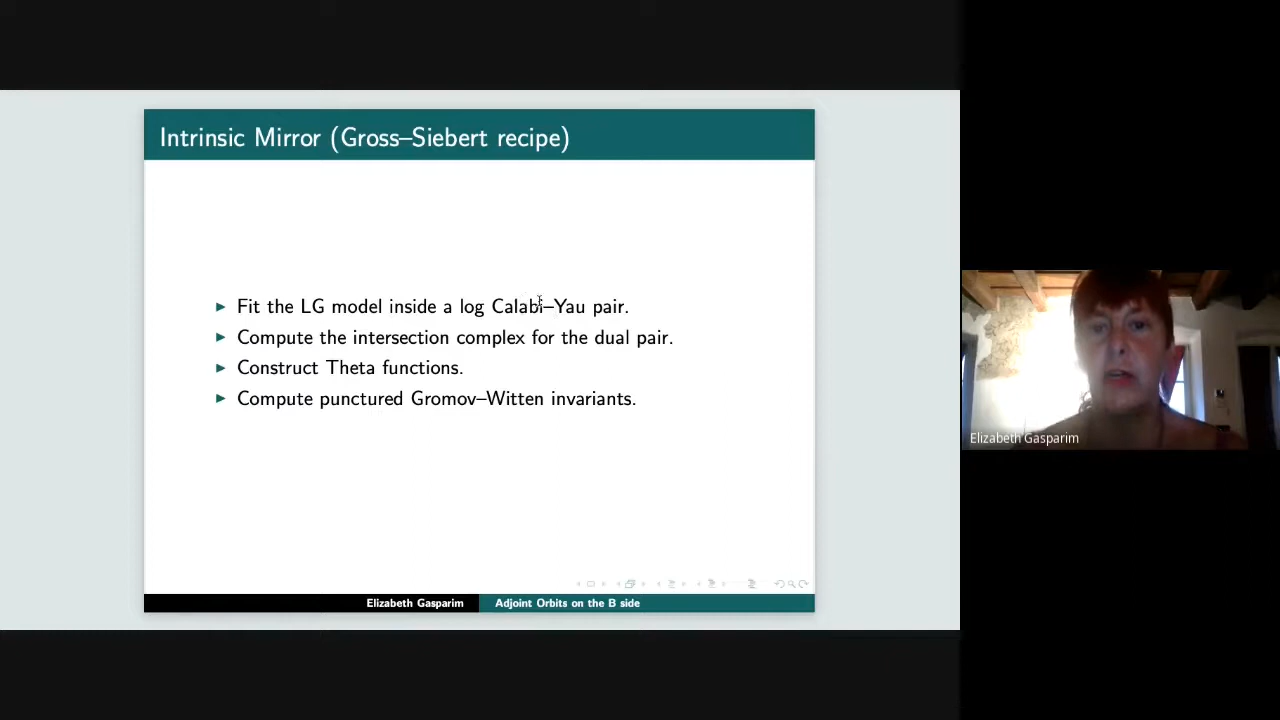 Intrinsic Mirror (Gross–Siebert recipe)
Fit the LG model inside a log Calabi–Yau pair.
Compute the intersection complex for the dual pair.
Construct Theta functions.
Compute punctured Gromov–Witten invariants.
Elizabeth Gasparim
Adjoint Orbits on the B side
Elizabeth Gasparim